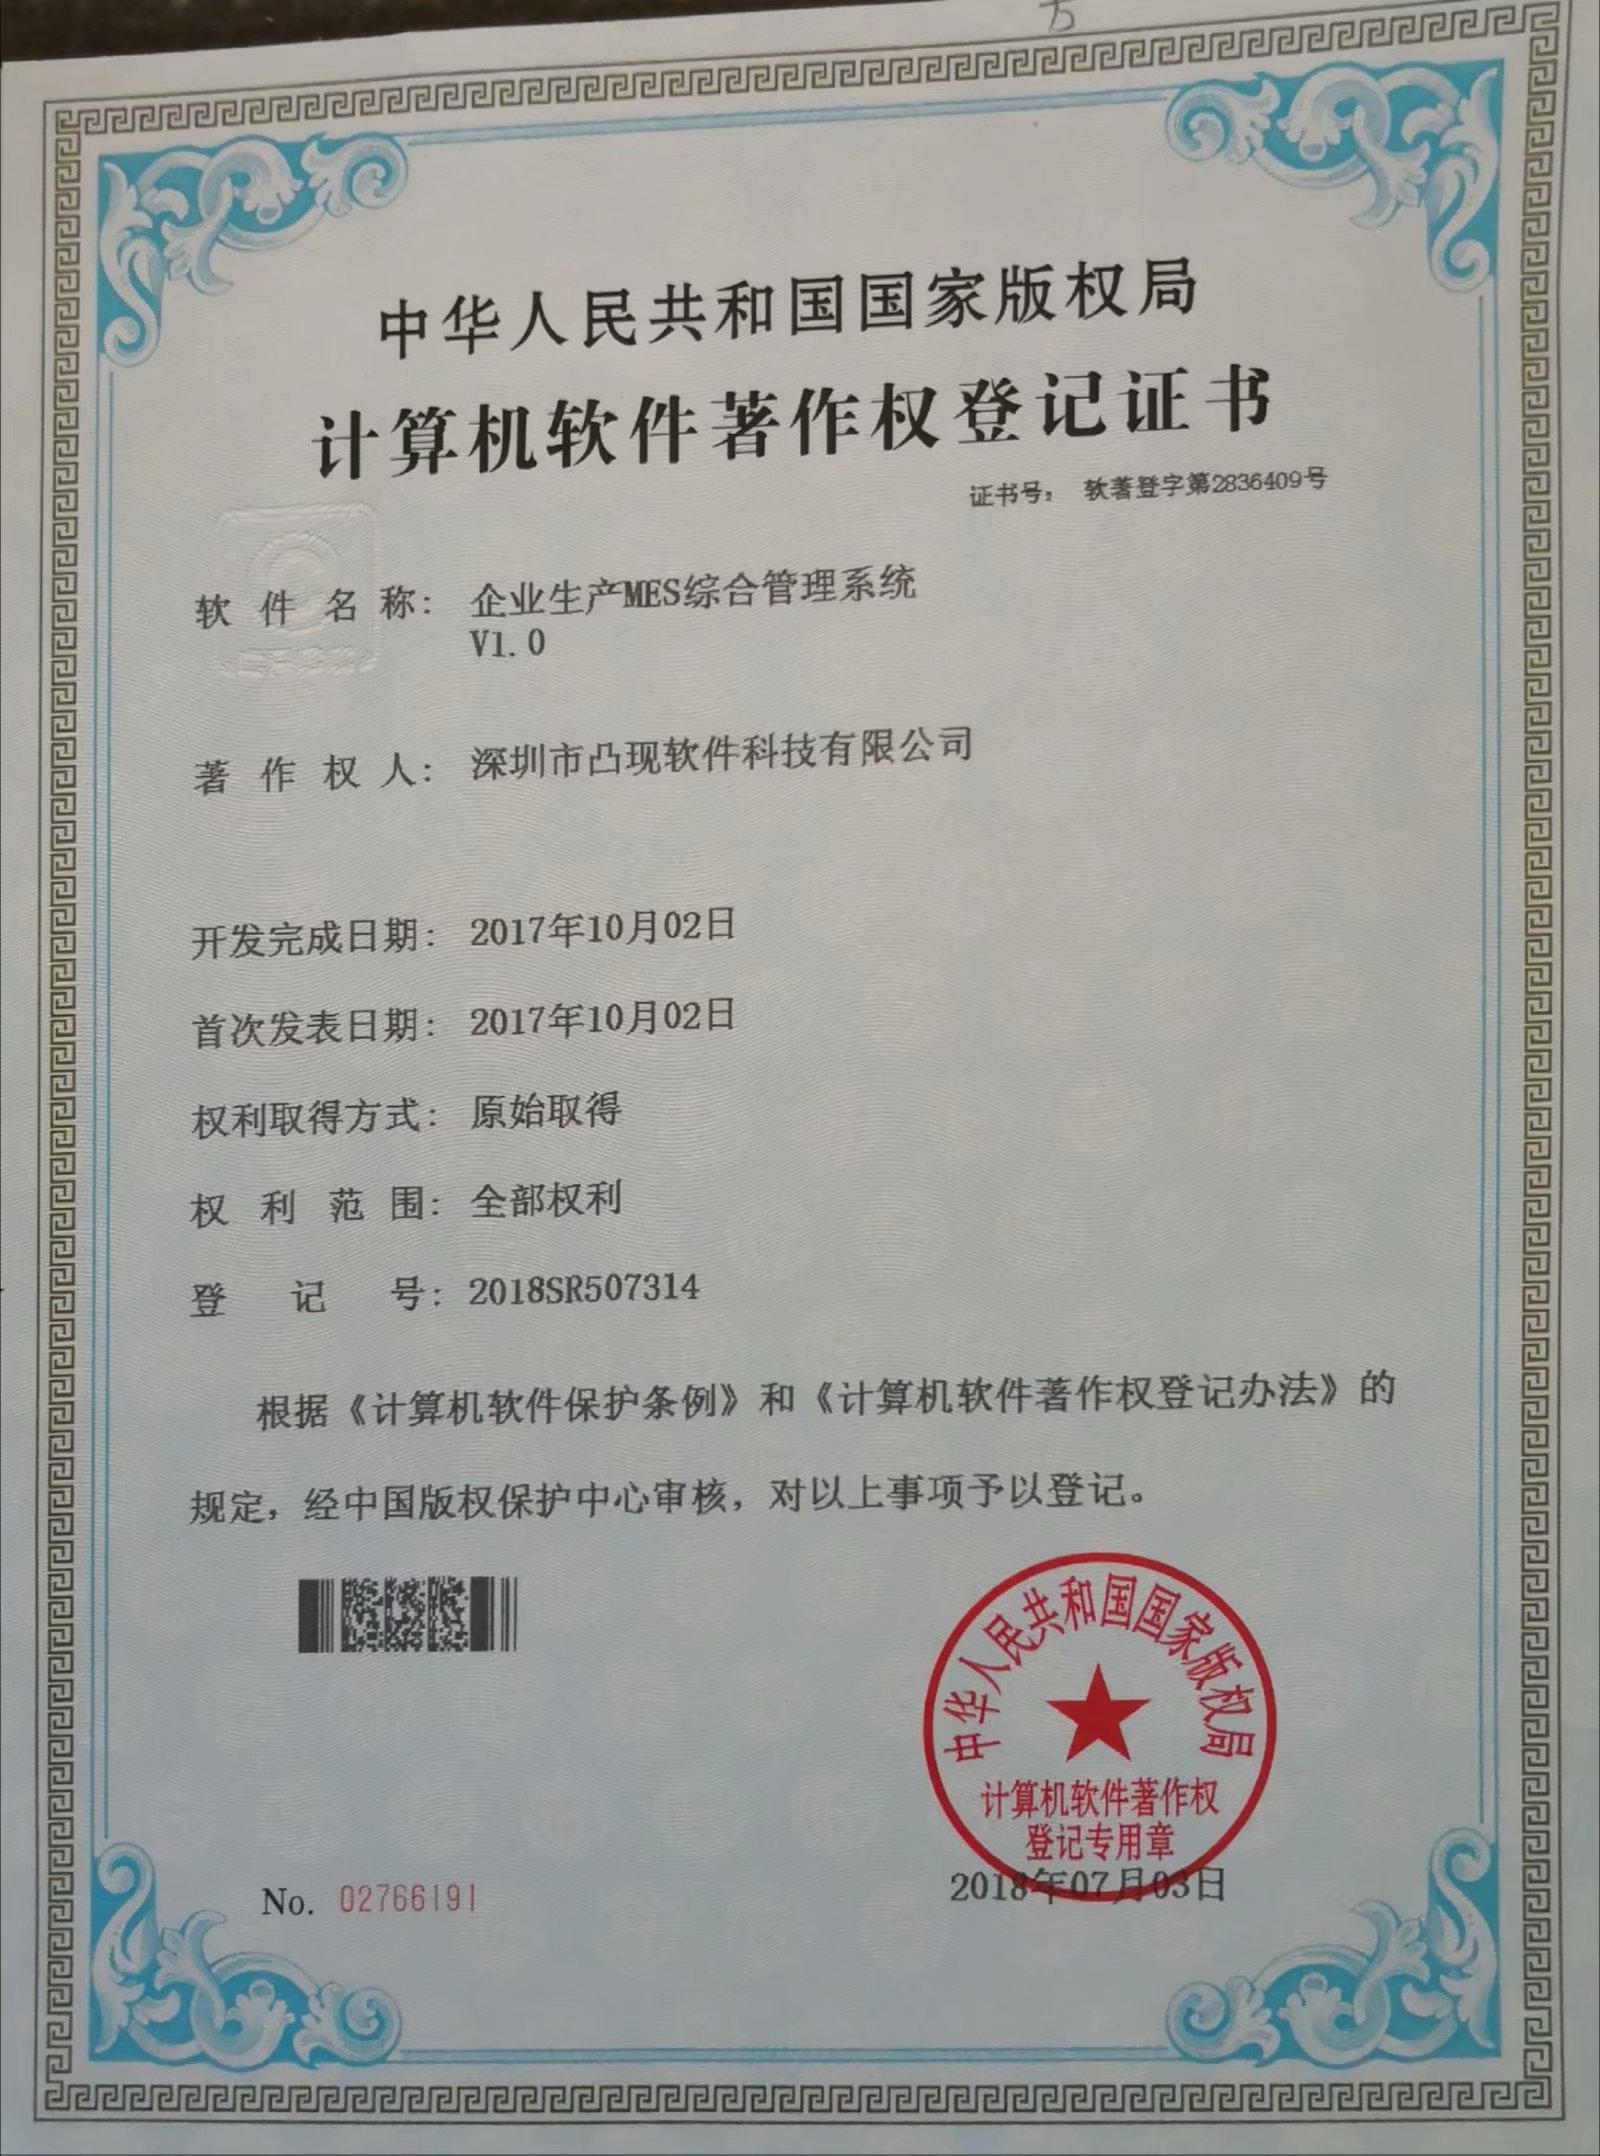 中华人民共和国国家版权局
计算机软件著作权登记证书
证书号： 软著登字第2836409号
软件名称： 企业生产MES综合管理系统
V1.0
著作权人： 深圳市凸现软件科技有限公司
开发完成日期： 2017年10月02日
首次发表日期： 2017年10月02日
权利取得方式： 原始取得
权利范围： 全部权利
登记号： 2018SR507314
根据《计算机软件保护条例》和《计算机软件著作权登记办法》的
规定，经中国版权保护中心审核，对以上事项予以登记。
中华人民共和国国家版权局
计算机软件著作权
登记专用章
2018年07月03日
No. 02766191